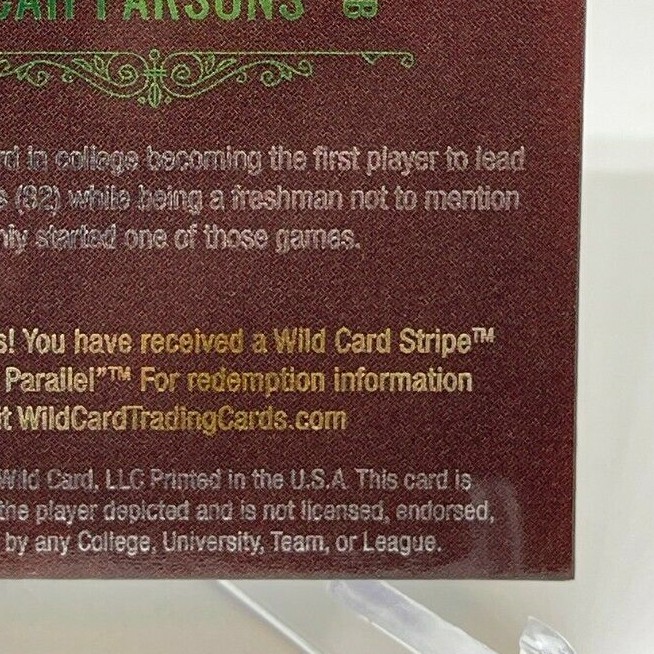 CAH PARSONS
rd in college becoming the first player to lead
s (82) while being a freshman not to mention
nly started one of those games.
s! You have received a Wild Card Stripe™
Parallel”™ For redemption information
it WildCardTradingCards.com
Wild Card, LLC Printed in the U.S.A This card is
the player depicted and is not licensed, endorsed,
by any College, University, Team, or League.